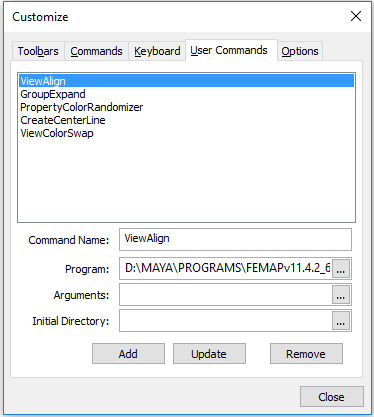 Customize
Toolbars Commands Keyboard User Commands Options
ViewAlign
GroupExpand
PropertyColorRandomizer
CreateCenterLine
ViewColorSwap
Command Name: ViewAlign
Program: D:\MAYA\PROGRAMS\FEMAPv11.4.2_6 ...
Arguments: ...
Initial Directory: ...
Add Update Remove
Close